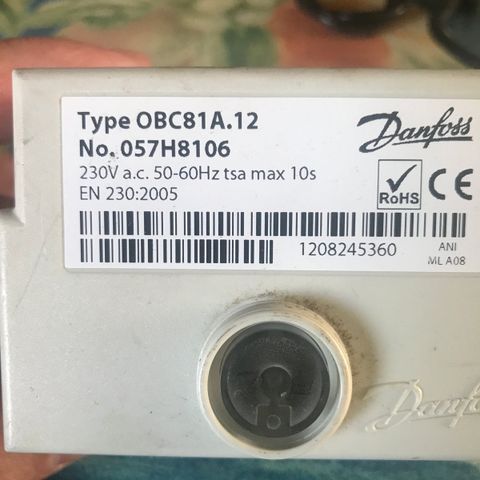 Type OBC81A.12
No. 057H8106
230V a.c. 50-60Hz tsa max 10s
EN 230:2005
Danfoss
RoHS
CE
1208245360
ANI
ML A08
Danfoss